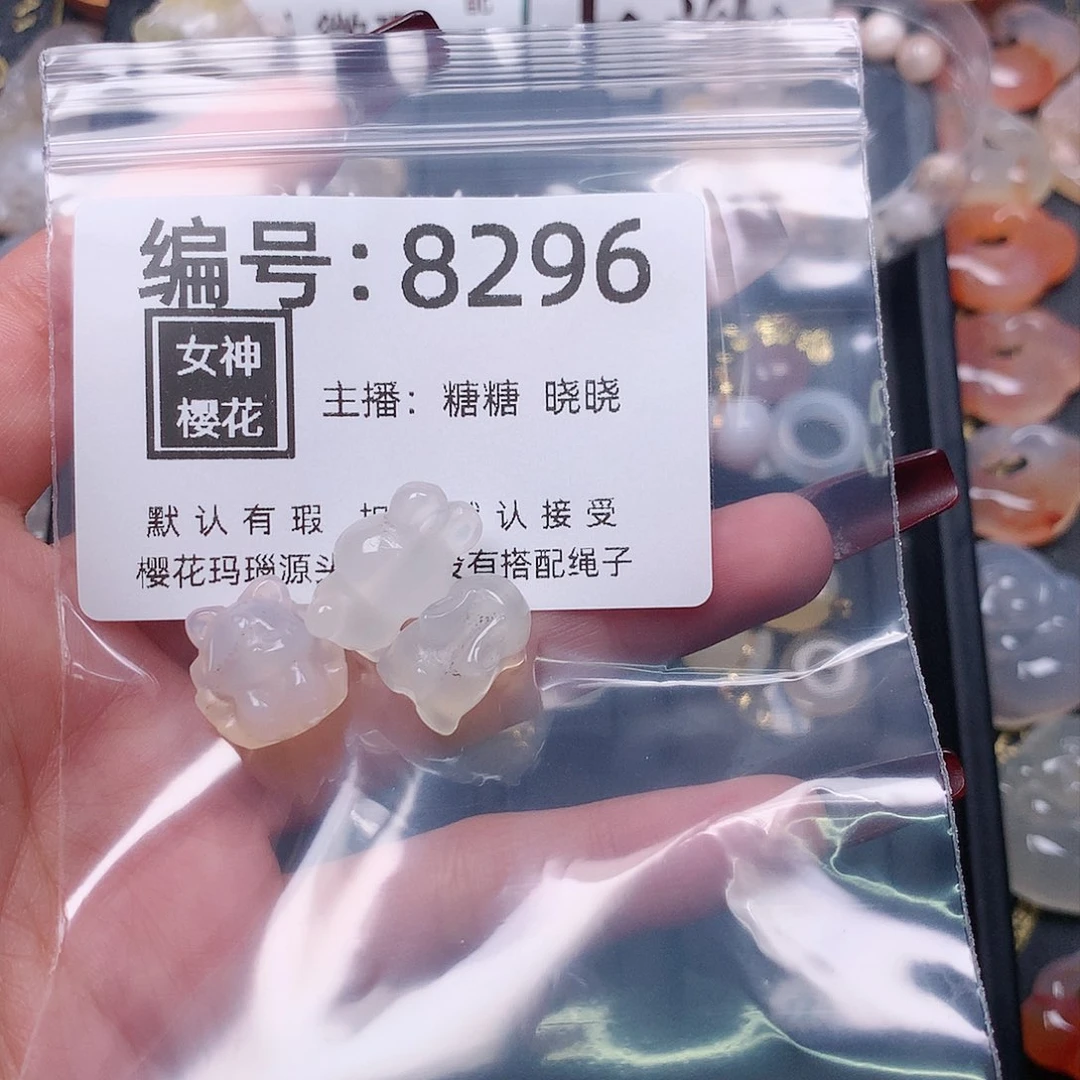 编号:8296
女神
樱花
主播: 糖糖 晓晓
默认有瑕 认接受
樱花玛瑙源头 有搭配绳子